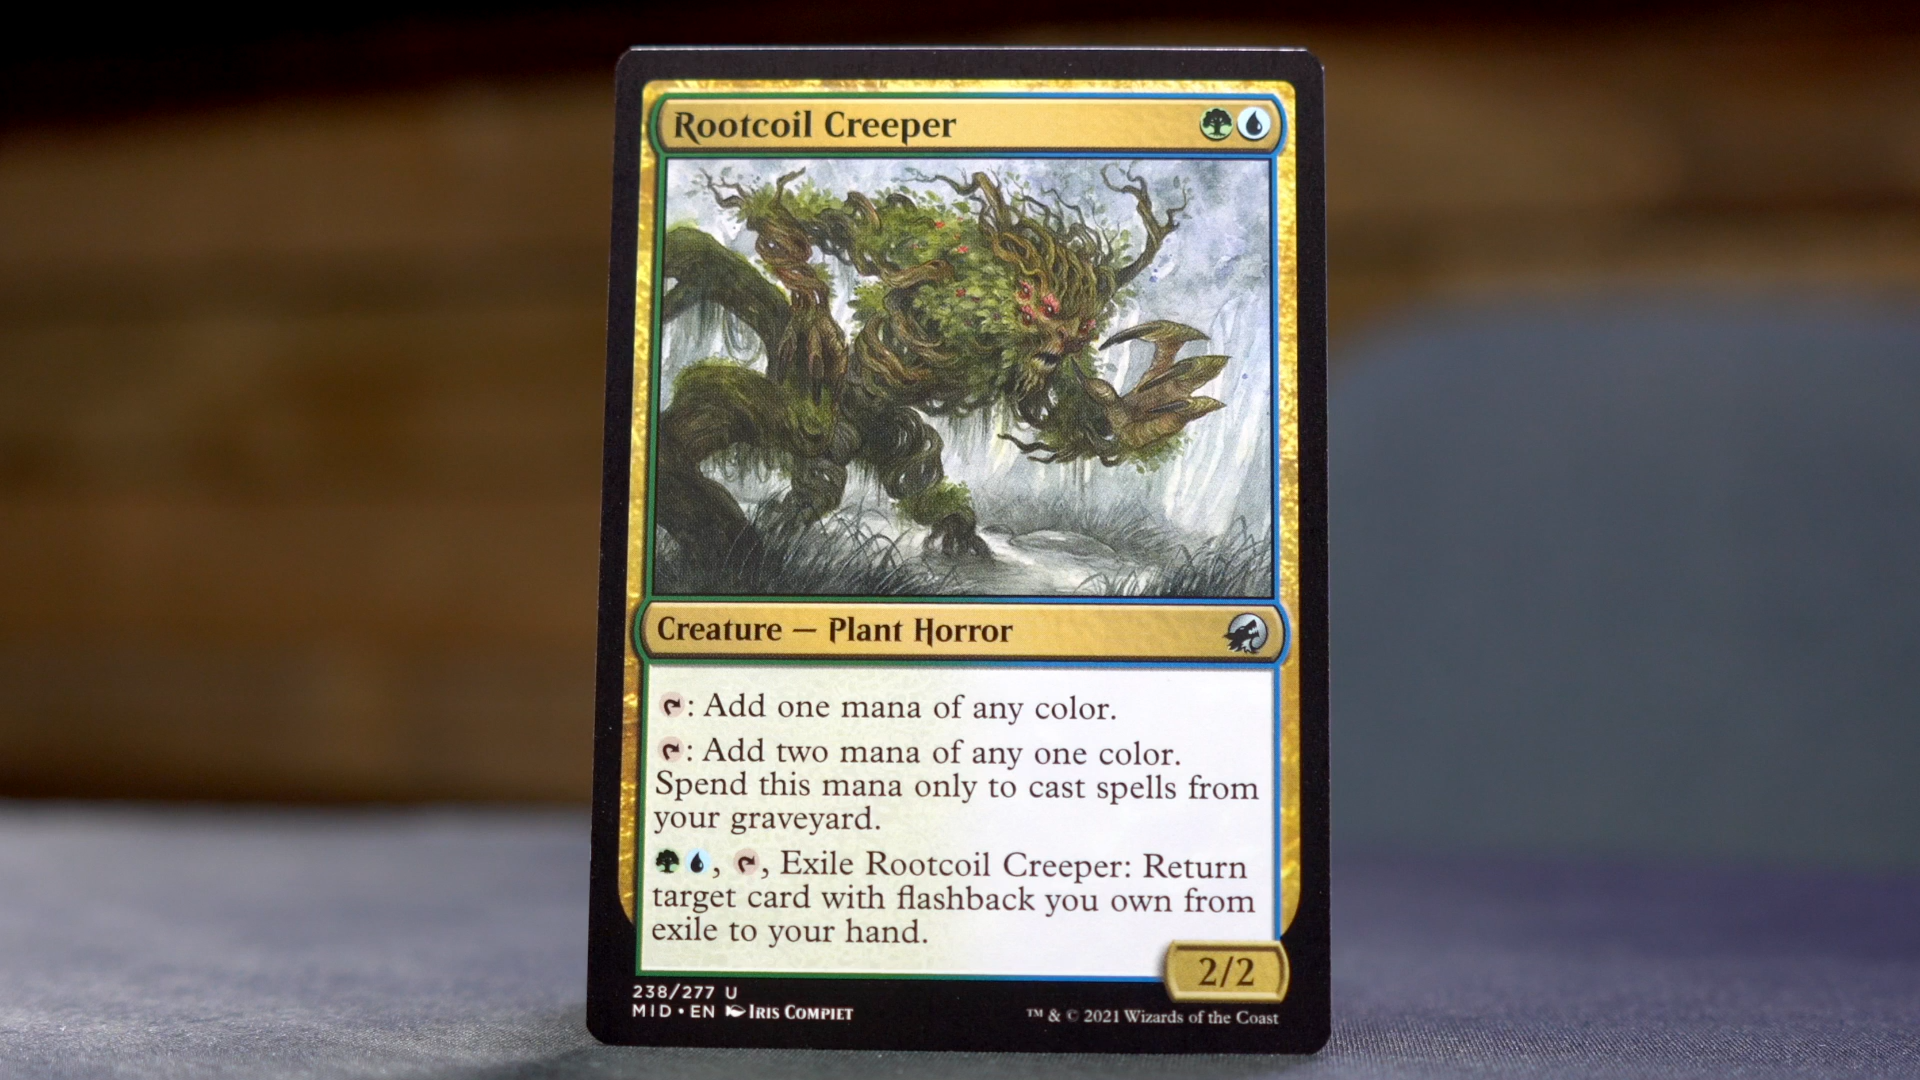 Rootcoil Creeper
Creature — Plant Horror
: Add one mana of any color.
: Add two mana of any one color.
Spend this mana only to cast spells from
your graveyard.
, , Exile Rootcoil Creeper: Return
target card with flashback you own from
exile to your hand.
2/2
238/277 U
MID • EN Iris Compiet
™ & © 2021 Wizards of the Coast